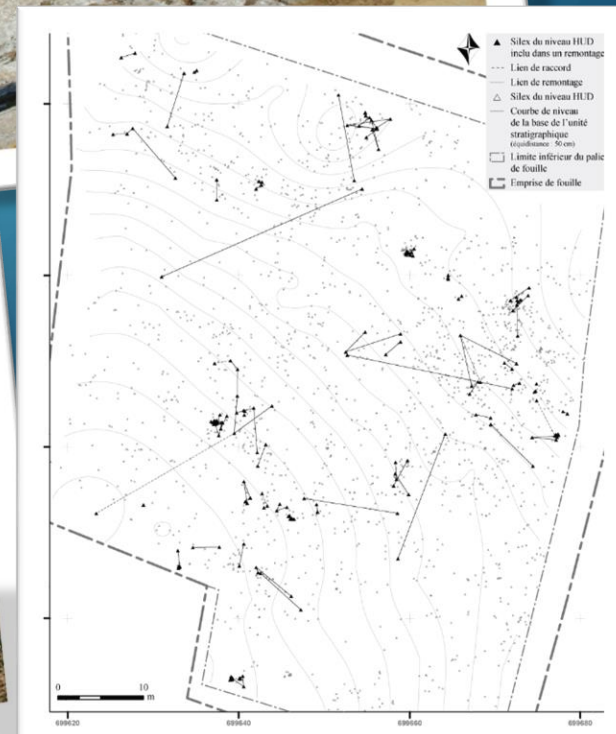 Silex du niveau HUD
inclu dans un remontage
Lien de raccord
Lien de remontage
Silex du niveau HUD
Courbe de niveau
de la base de l'unité
stratigraphique
(équidistance : 50 cm)
Limite inférieur du palie
de fouille
Emprise de fouille
0 10
m
699620 699640 699660 699680